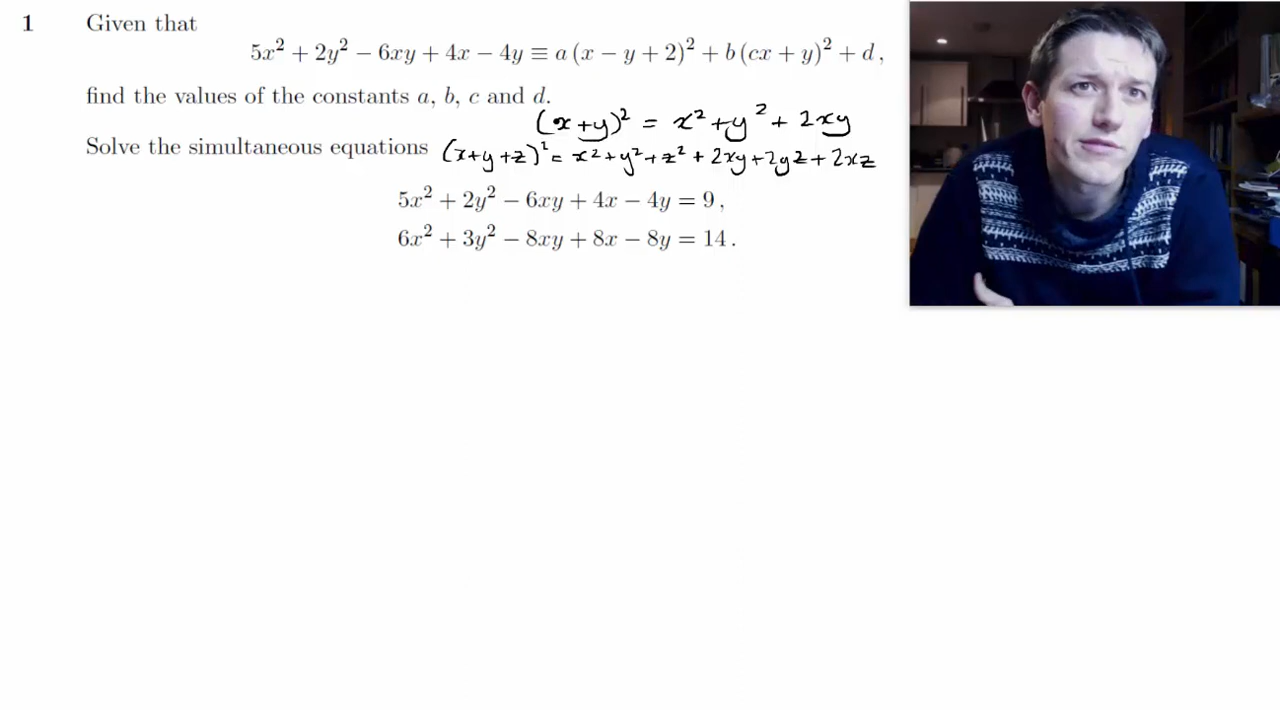 1 Given that
5x² + 2y² − 6xy + 4x − 4y ≡ a (x − y + 2)² + b (cx + y)² + d ,
find the values of the constants a, b, c and d.
(x+y)² = x² + y² + 2xy
Solve the simultaneous equations (x+y+z)² = x² + y² + z² + 2xy + 2yz + 2xz
5x² + 2y² − 6xy + 4x − 4y = 9 ,
6x² + 3y² − 8xy + 8x − 8y = 14 .